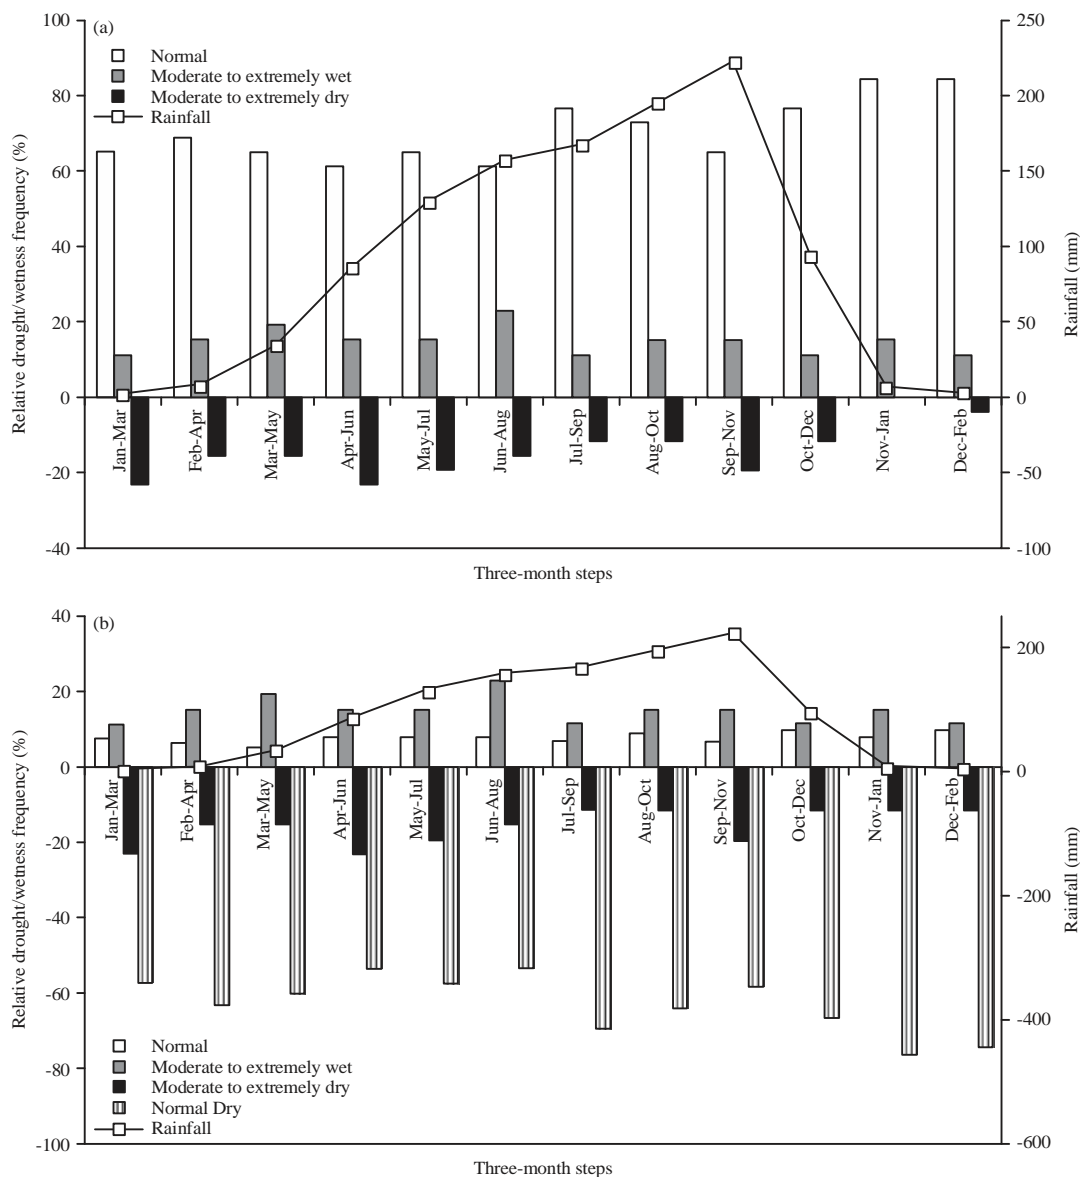 (a)
Normal
Moderate to extremely wet
Moderate to extremely dry
Rainfall
Relative drought/wetness frequency (%)
100
80
60
40
20
0
-20
-40
Rainfall (mm)
250
200
150
100
50
0
-50
-100
Jan-Mar
Feb-Apr
Mar-May
Apr-Jun
May-Jul
Jun-Aug
Jul-Sep
Aug-Oct
Sep-Nov
Oct-Dec
Nov-Jan
Dec-Feb
Three-month steps
(b)
Relative drought/wetness frequency (%)
40
20
0
-20
-40
-60
-80
-100
Rainfall (mm)
200
0
-200
-400
-600
Jan-Mar
Feb-Apr
Mar-May
Apr-Jun
May-Jul
Jun-Aug
Jul-Sep
Aug-Oct
Sep-Nov
Oct-Dec
Nov-Jan
Dec-Feb
Normal
Moderate to extremely wet
Moderate to extremely dry
Normal Dry
Rainfall
Three-month steps